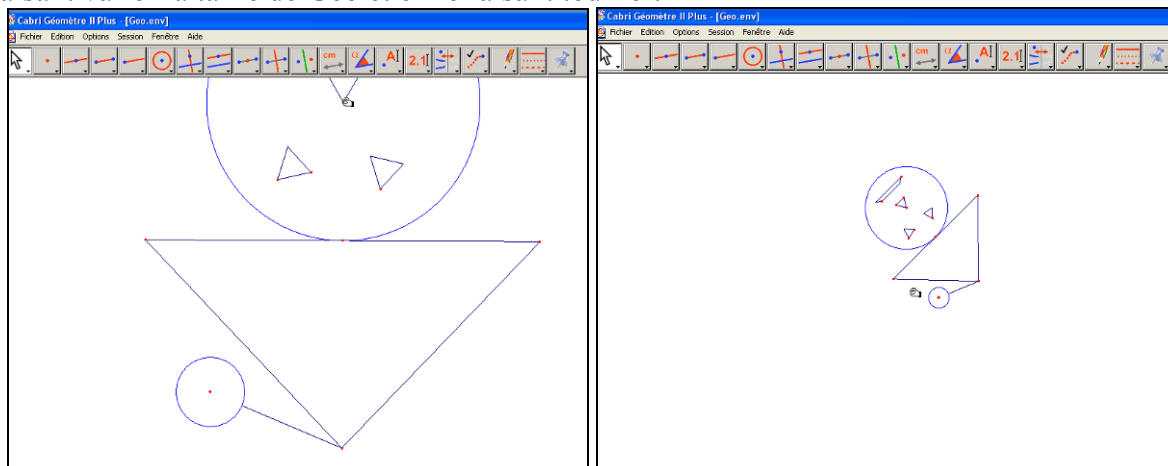 Cabri Géomètre II Plus - [Geo.env]
Fichier Edition Options Session Fenêtre Aide
cm α A 2.1
Cabri Géomètre II Plus - [Geo.env]
Fichier Edition Options Session Fenêtre Aide
cm α A 2.1